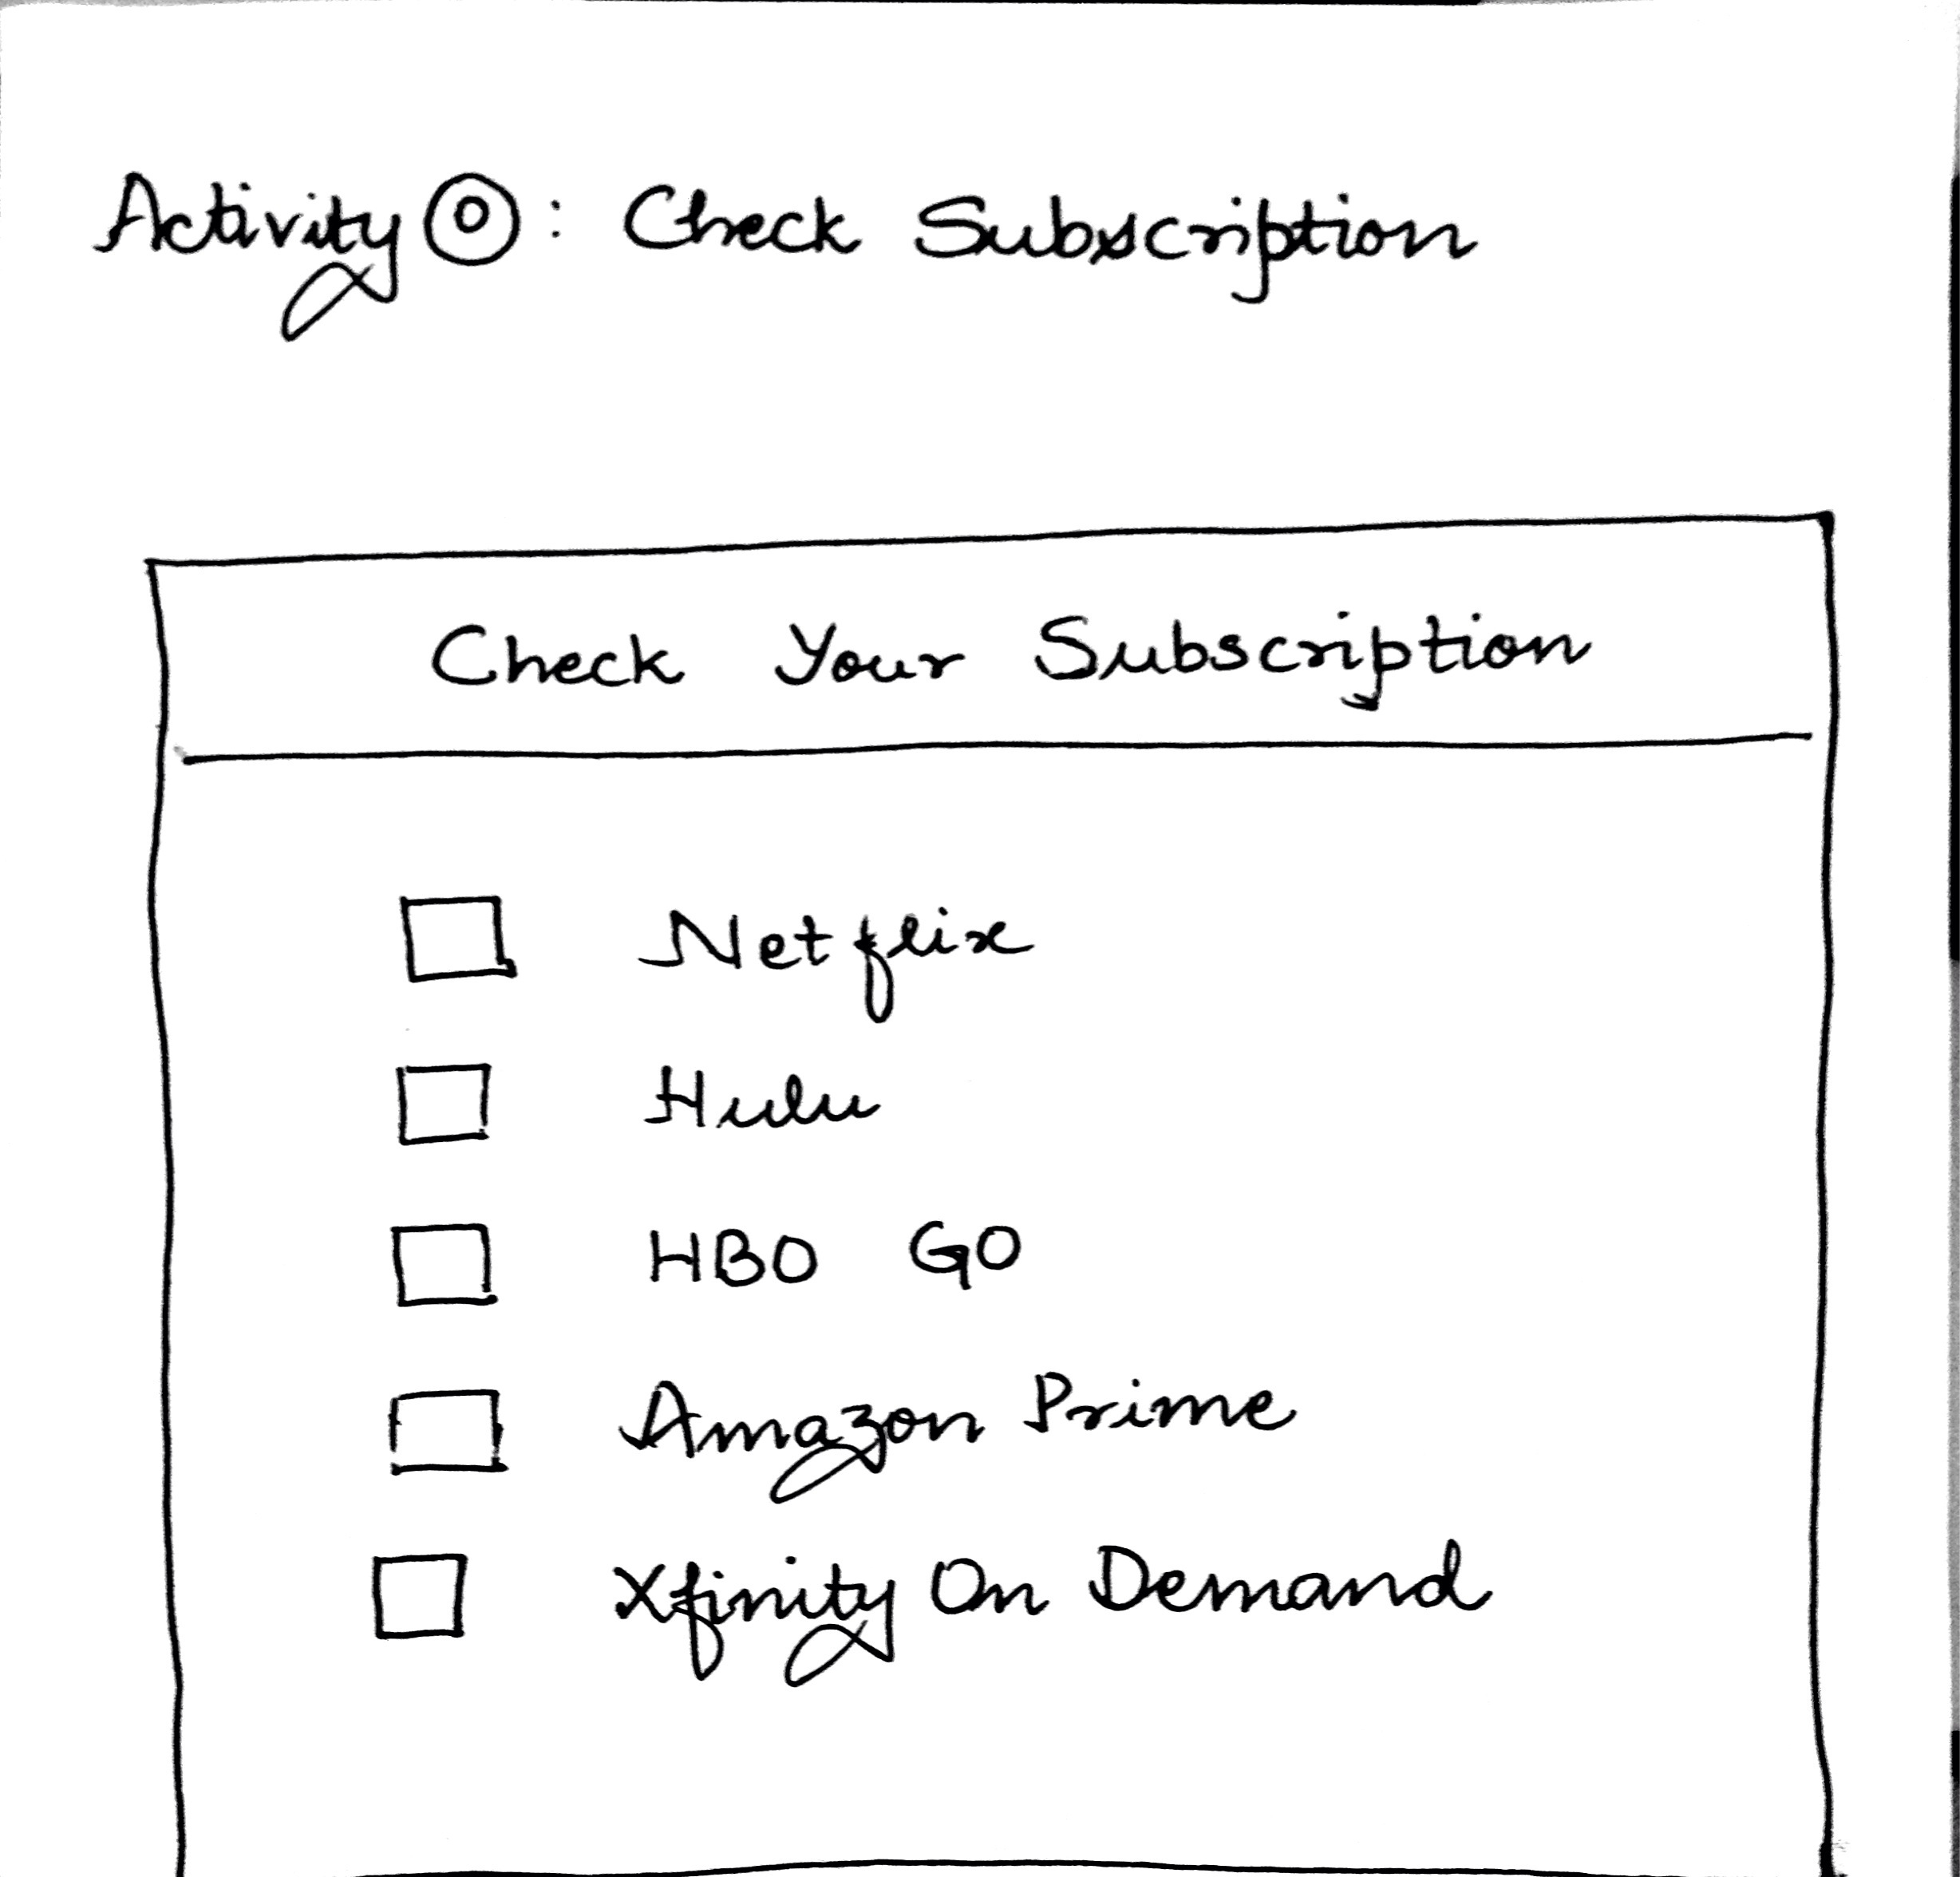 Activity ⓪: Check Subscription
Check Your Subscription
Netflix
Hulu
HBO GO
Amazon Prime
Xfinity On Demand